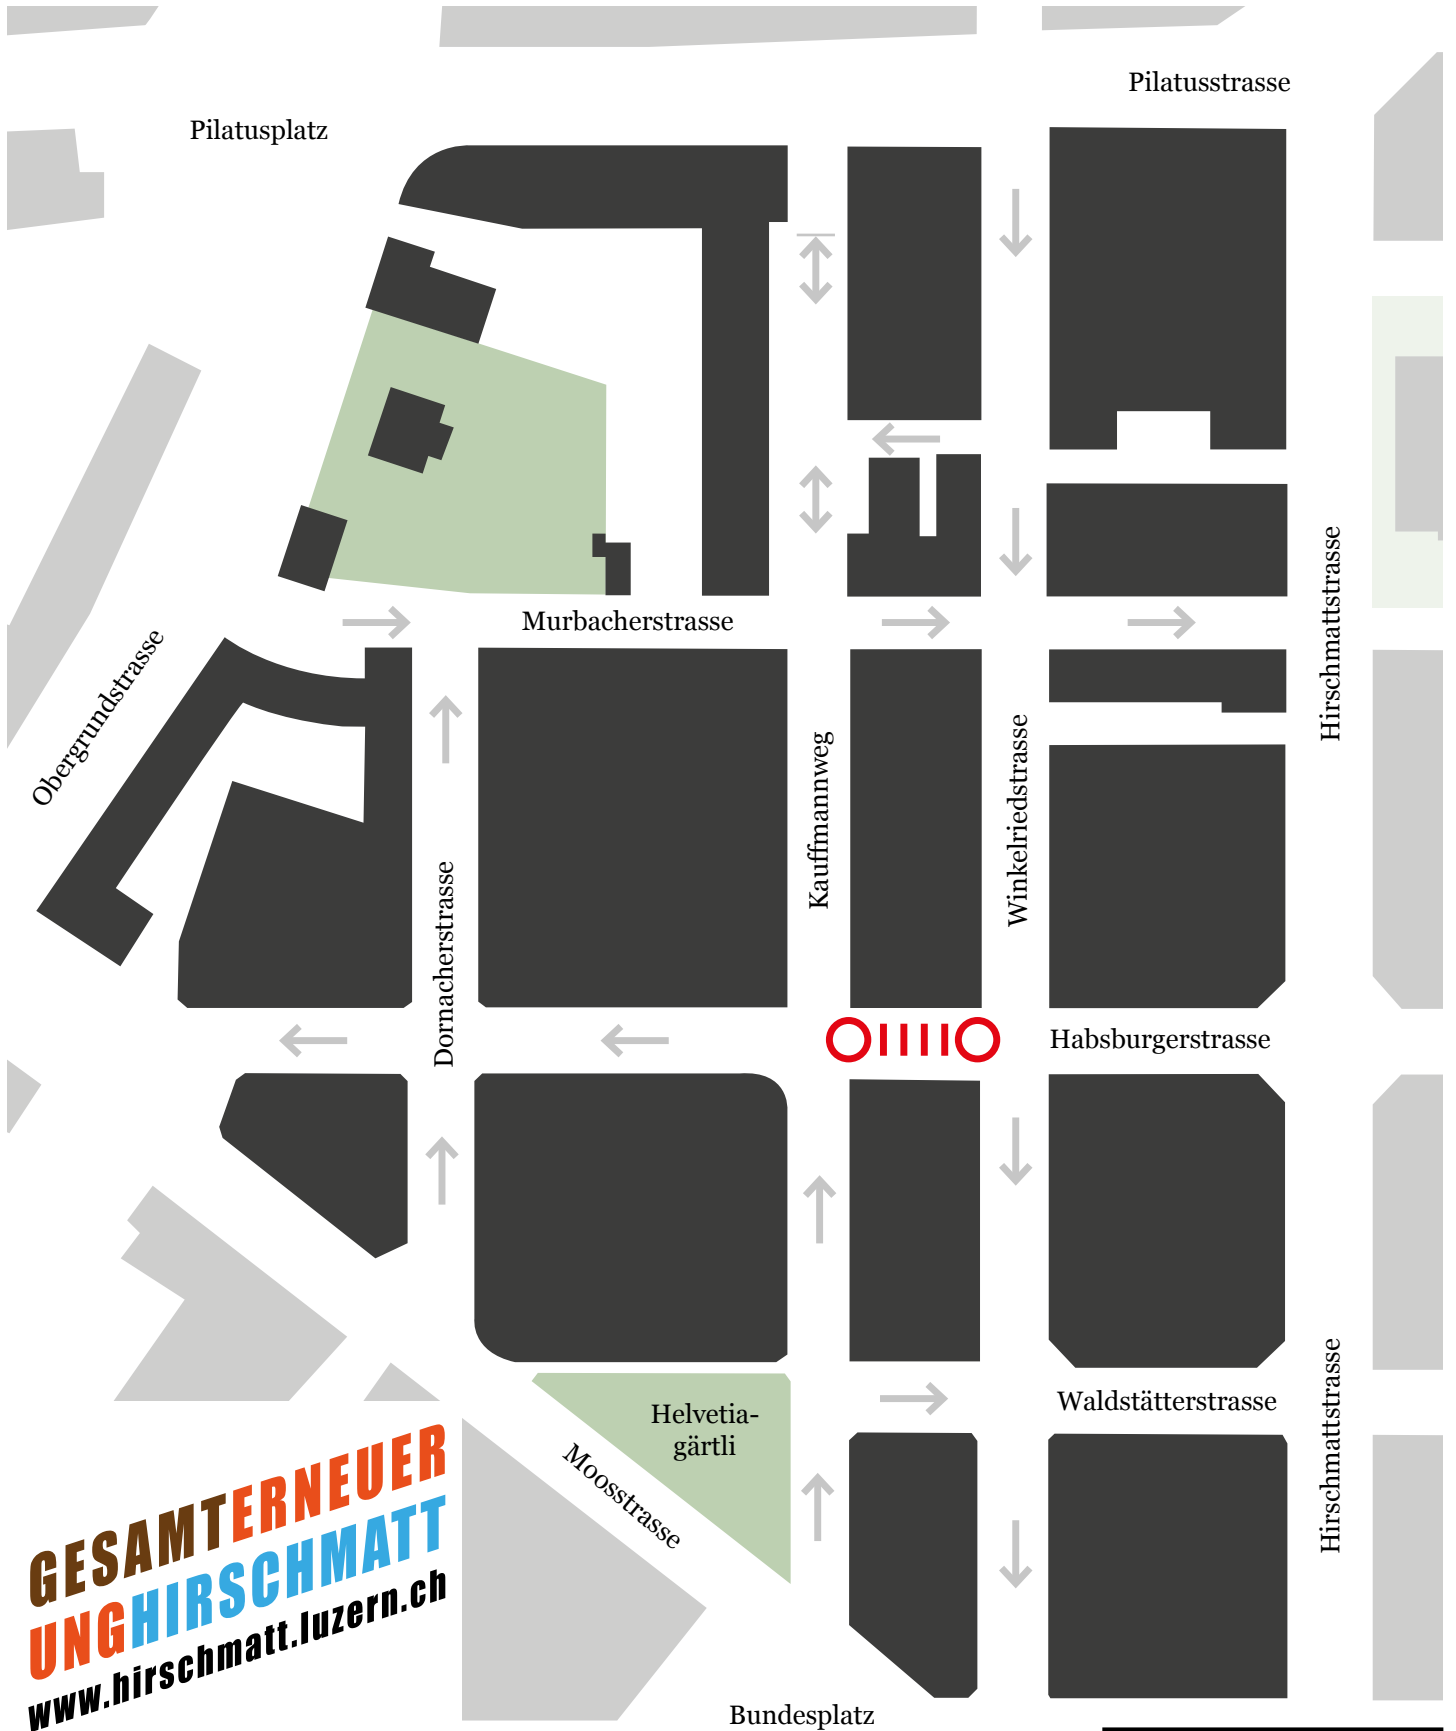 Pilatusstrasse
Pilatusplatz
Murbacherstrasse
Hirschmattstrasse
Obergrundstrasse
Kauffmannweg
Winkelriedstrasse
Dornacherstrasse
Habsburgerstrasse
Helvetia-
gärtli
Waldstätterstrasse
Hirschmattstrasse
Moosstrasse
GESAMTERNEUER
UNGHIRSCHMATT
www.hirschmatt.luzern.ch
Bundesplatz